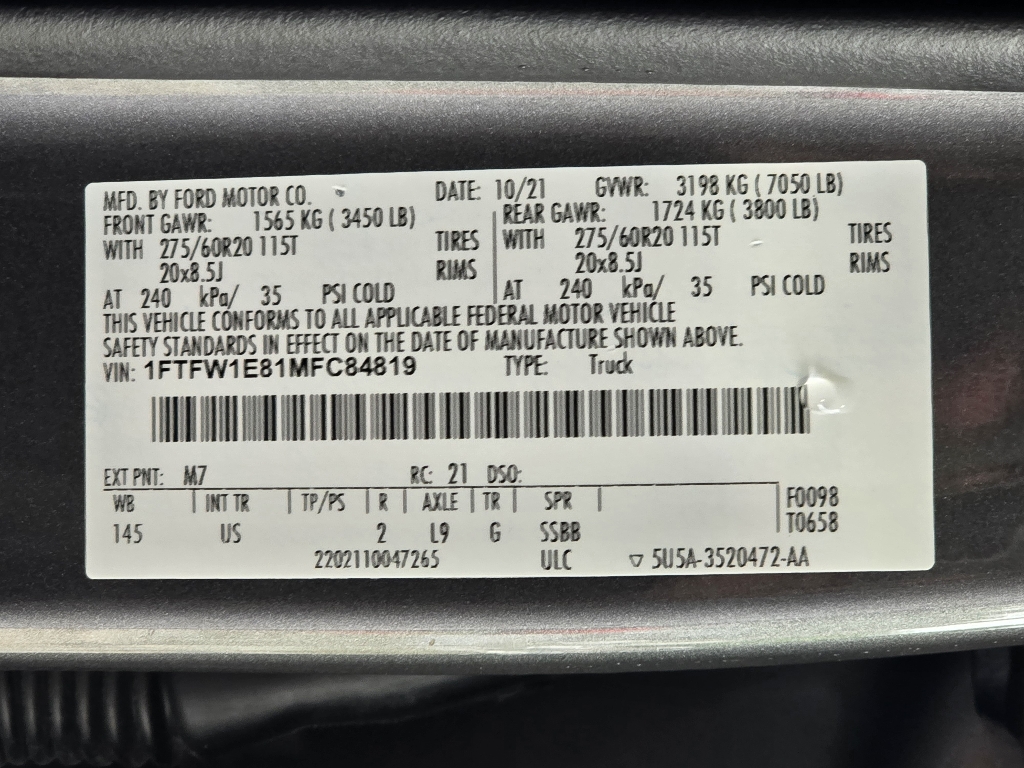 MFD. BY FORD MOTOR CO. DATE: 10/21 GVWR: 3198 KG ( 7050 LB)
FRONT GAWR: 1565 KG ( 3450 LB) REAR GAWR: 1724 KG ( 3800 LB)
WITH 275/60R20 115T TIRES WITH 275/60R20 115T TIRES
20x8.5J RIMS 20x8.5J RIMS
AT 240 kPa/ 35 PSI COLD AT 240 kPa/ 35 PSI COLD
THIS VEHICLE CONFORMS TO ALL APPLICABLE FEDERAL MOTOR VEHICLE
SAFETY STANDARDS IN EFFECT ON THE DATE OF MANUFACTURE SHOWN ABOVE.
VIN: 1FTFW1E81MFC84819 TYPE: Truck
EXT PNT: M7 RC: 21 DSO:
WB INT TR TP/PS R AXLE TR SPR F0098
145 US 2 L9 G SSBB T0658
2202110047265 ULC ▽ 5U5A-3520472-AA